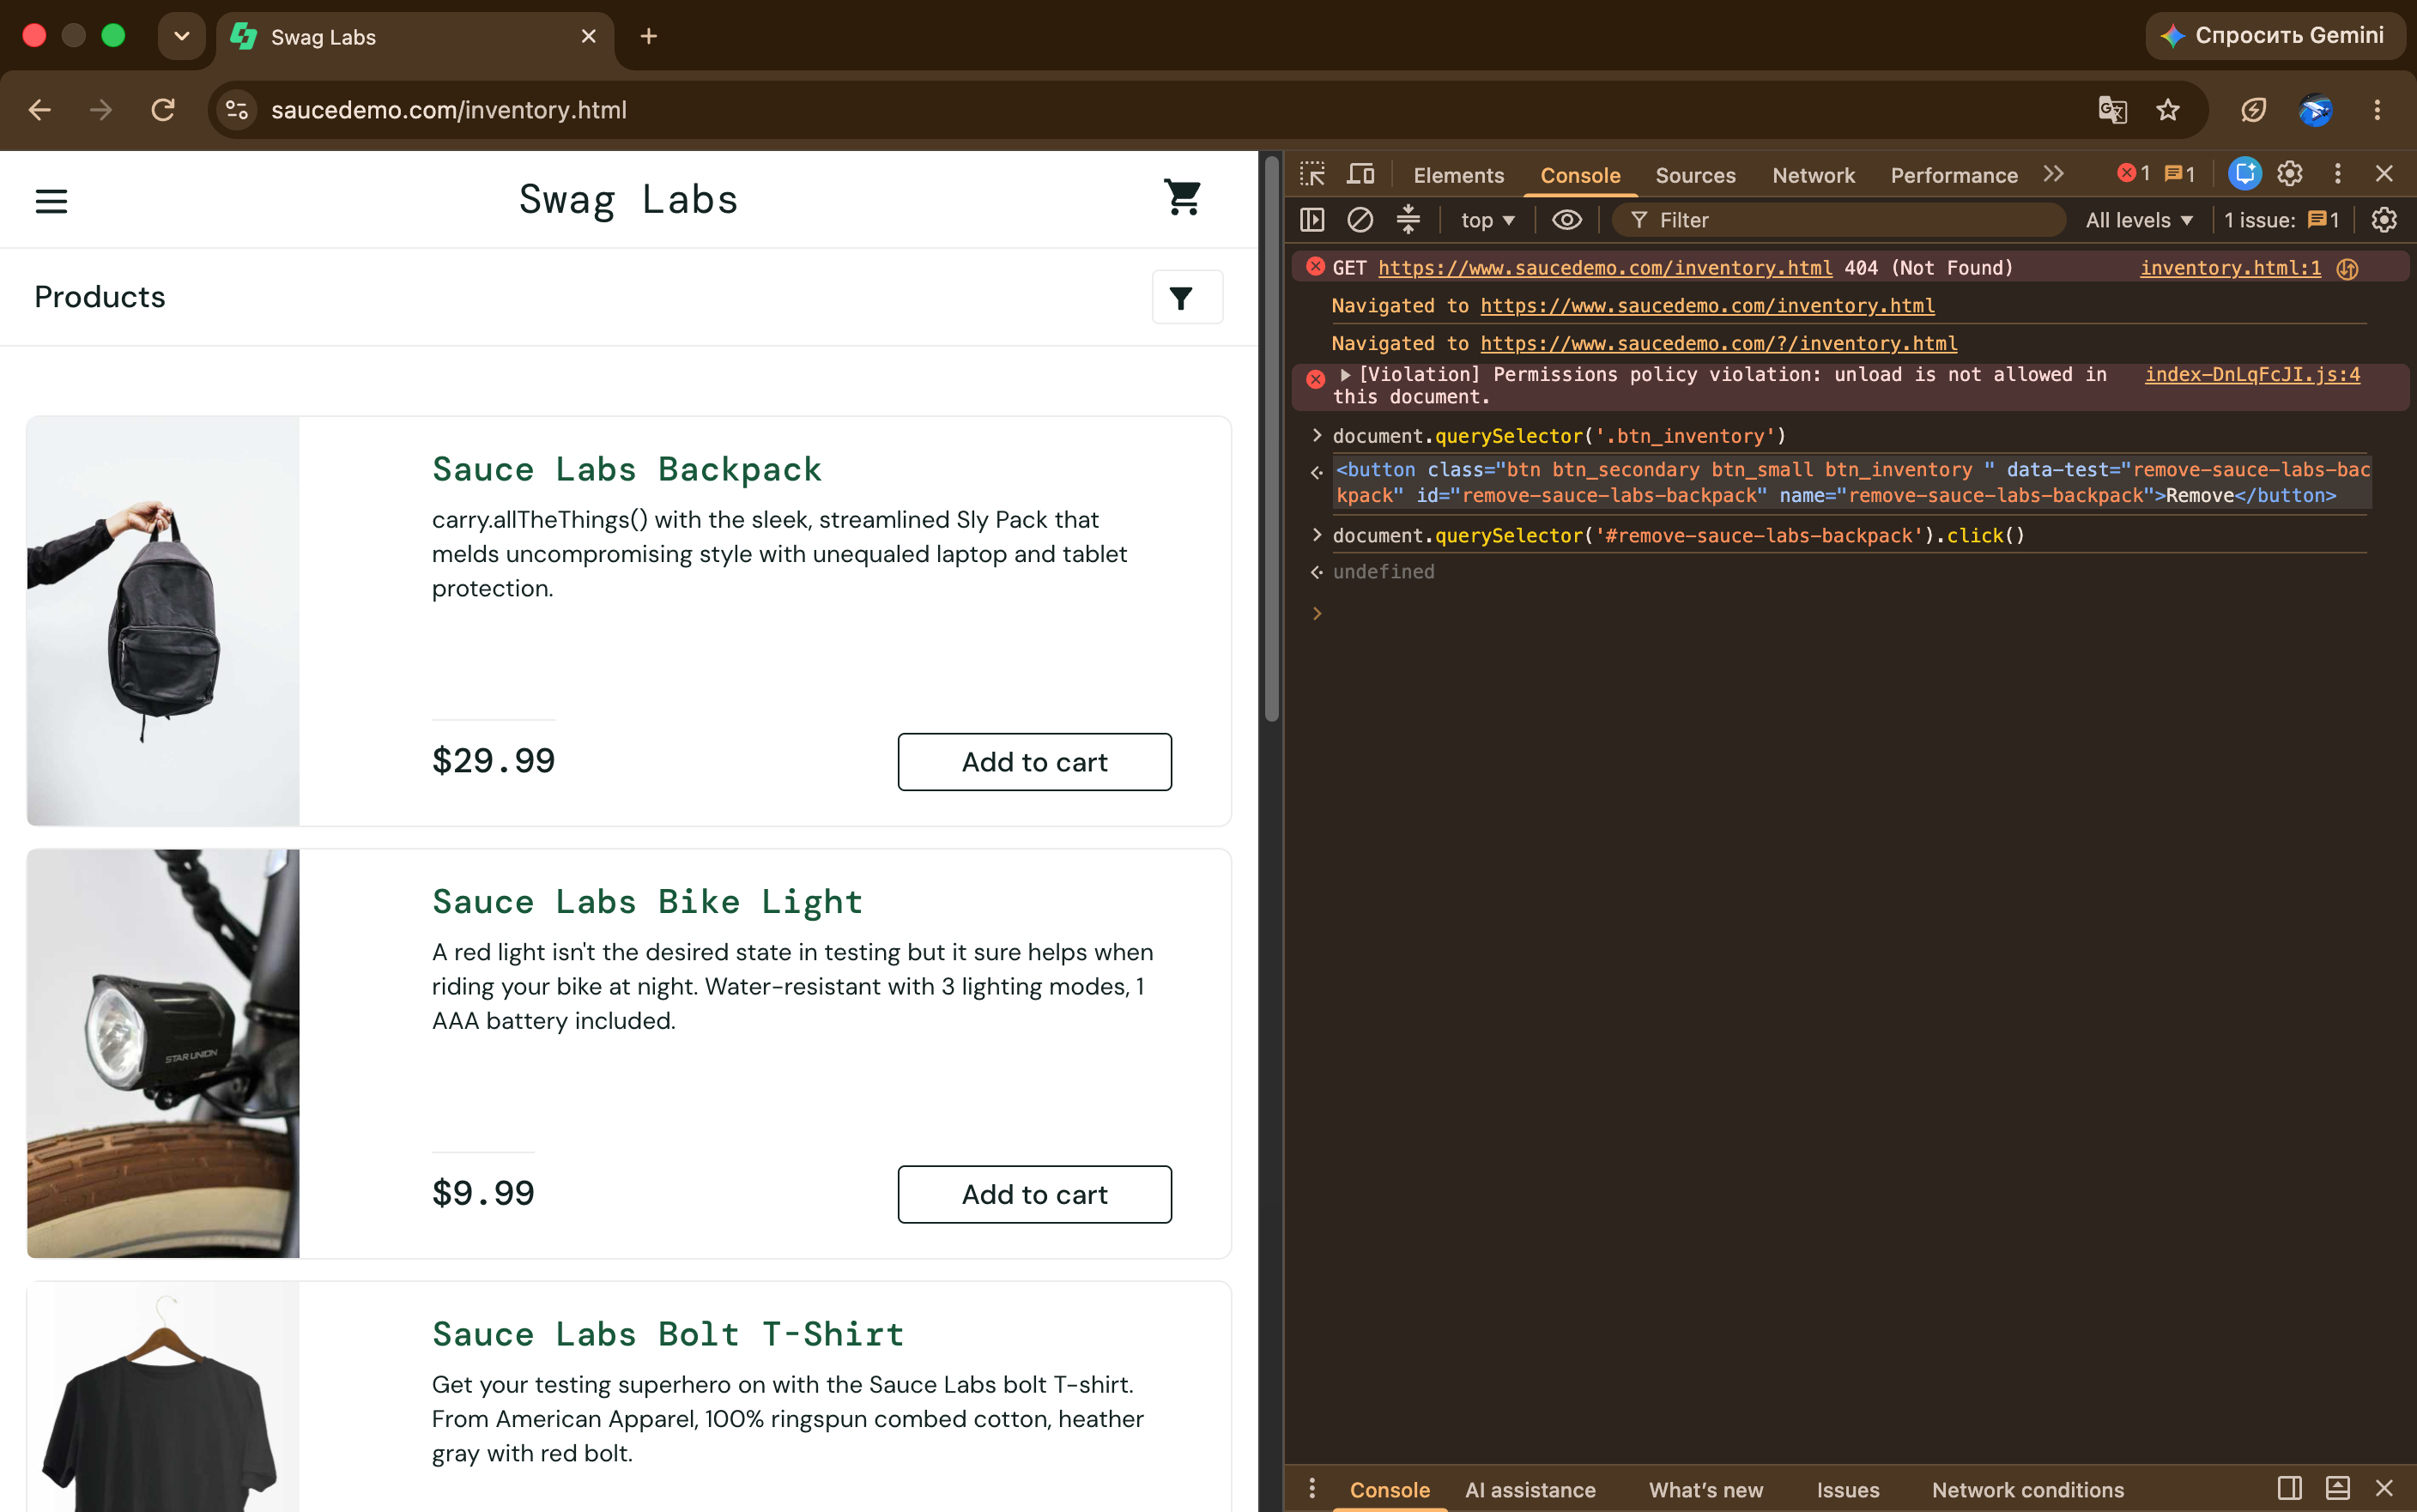 Swag Labs
Спросить Gemini
saucedemo.com/inventory.html
Swag Labs
Products
Sauce Labs Backpack
carry.allTheThings() with the sleek, streamlined Sly Pack that
melds uncompromising style with unequaled laptop and tablet
protection.
$29.99
Add to cart
STAR UNION
Sauce Labs Bike Light
A red light isn't the desired state in testing but it sure helps when
riding your bike at night. Water-resistant with 3 lighting modes, 1
AAA battery included.
$9.99
Add to cart
Sauce Labs Bolt T-Shirt
Get your testing superhero on with the Sauce Labs bolt T-shirt.
From American Apparel, 100% ringspun combed cotton, heather
gray with red bolt.
Elements Console Sources Network Performance 1 1
top Filter All levels 1 issue: 1
GET https://www.saucedemo.com/inventory.html 404 (Not Found) inventory.html:1
Navigated to https://www.saucedemo.com/inventory.html
Navigated to https://www.saucedemo.com/?/inventory.html
[Violation] Permissions policy violation: unload is not allowed in index-DnLqFcJI.js:4
this document.
document.querySelector('.btn_inventory')
<button class="btn btn_secondary btn_small btn_inventory " data-test="remove-sauce-labs-bac
kpack" id="remove-sauce-labs-backpack" name="remove-sauce-labs-backpack">Remove</button>
document.querySelector('#remove-sauce-labs-backpack').click()
undefined
Console AI assistance What's new Issues Network conditions